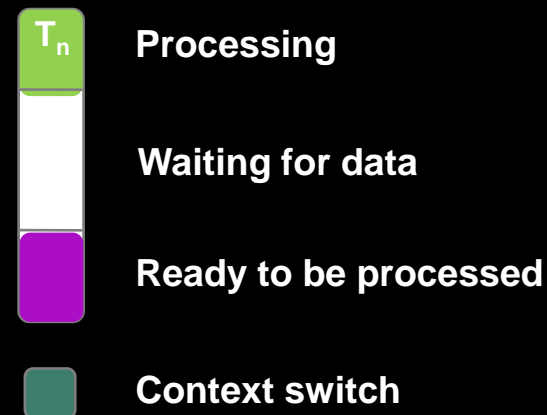 Tn
Processing
Waiting for data
Ready to be processed
Context switch